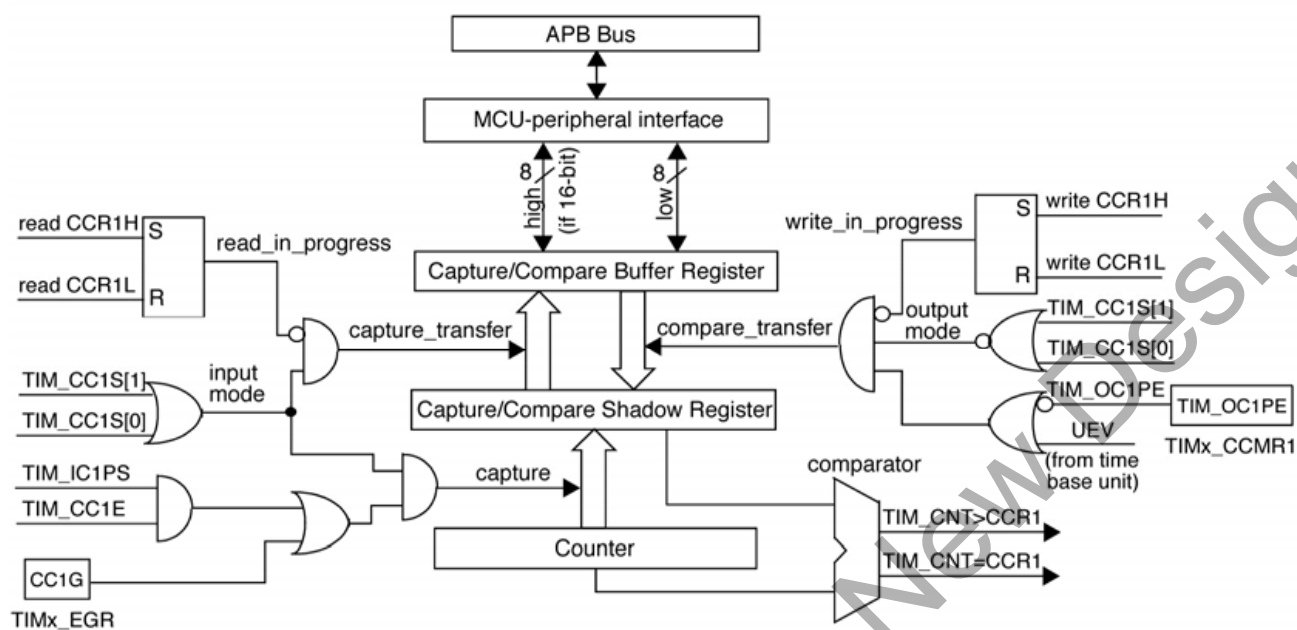 APB Bus
MCU-peripheral interface
8
high
(if 16-bit)
8
low
read CCR1H
S
read_in_progress
read CCR1L
R
write_in_progress
S
write CCR1H
R
write CCR1L
Capture/Compare Buffer Register
capture_transfer
compare_transfer
output
mode
TIM_CC1S[1]
TIM_CC1S[0]
TIM_CC1S[1]
TIM_CC1S[0]
input
mode
Capture/Compare Shadow Register
TIM_OC1PE
TIM_OC1PE
UEV
(from time
base unit)
TIMx_CCMR1
TIM_IC1PS
TIM_CC1E
capture
comparator
Counter
TIM_CNT>CCR1
TIM_CNT=CCR1
CC1G
TIMx_EGR
New Desig